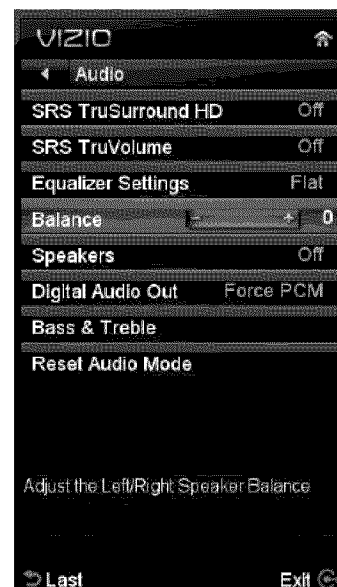 VIZIO
Audio
SRS TruSurround HD Off
SRS TruVolume Off
Equalizer Settings Flat
Balance - + 0
Speakers Off
Digital Audio Out Force PCM
Bass & Treble
Reset Audio Mode
Adjust the Left/Right Speaker Balance
Last Exit